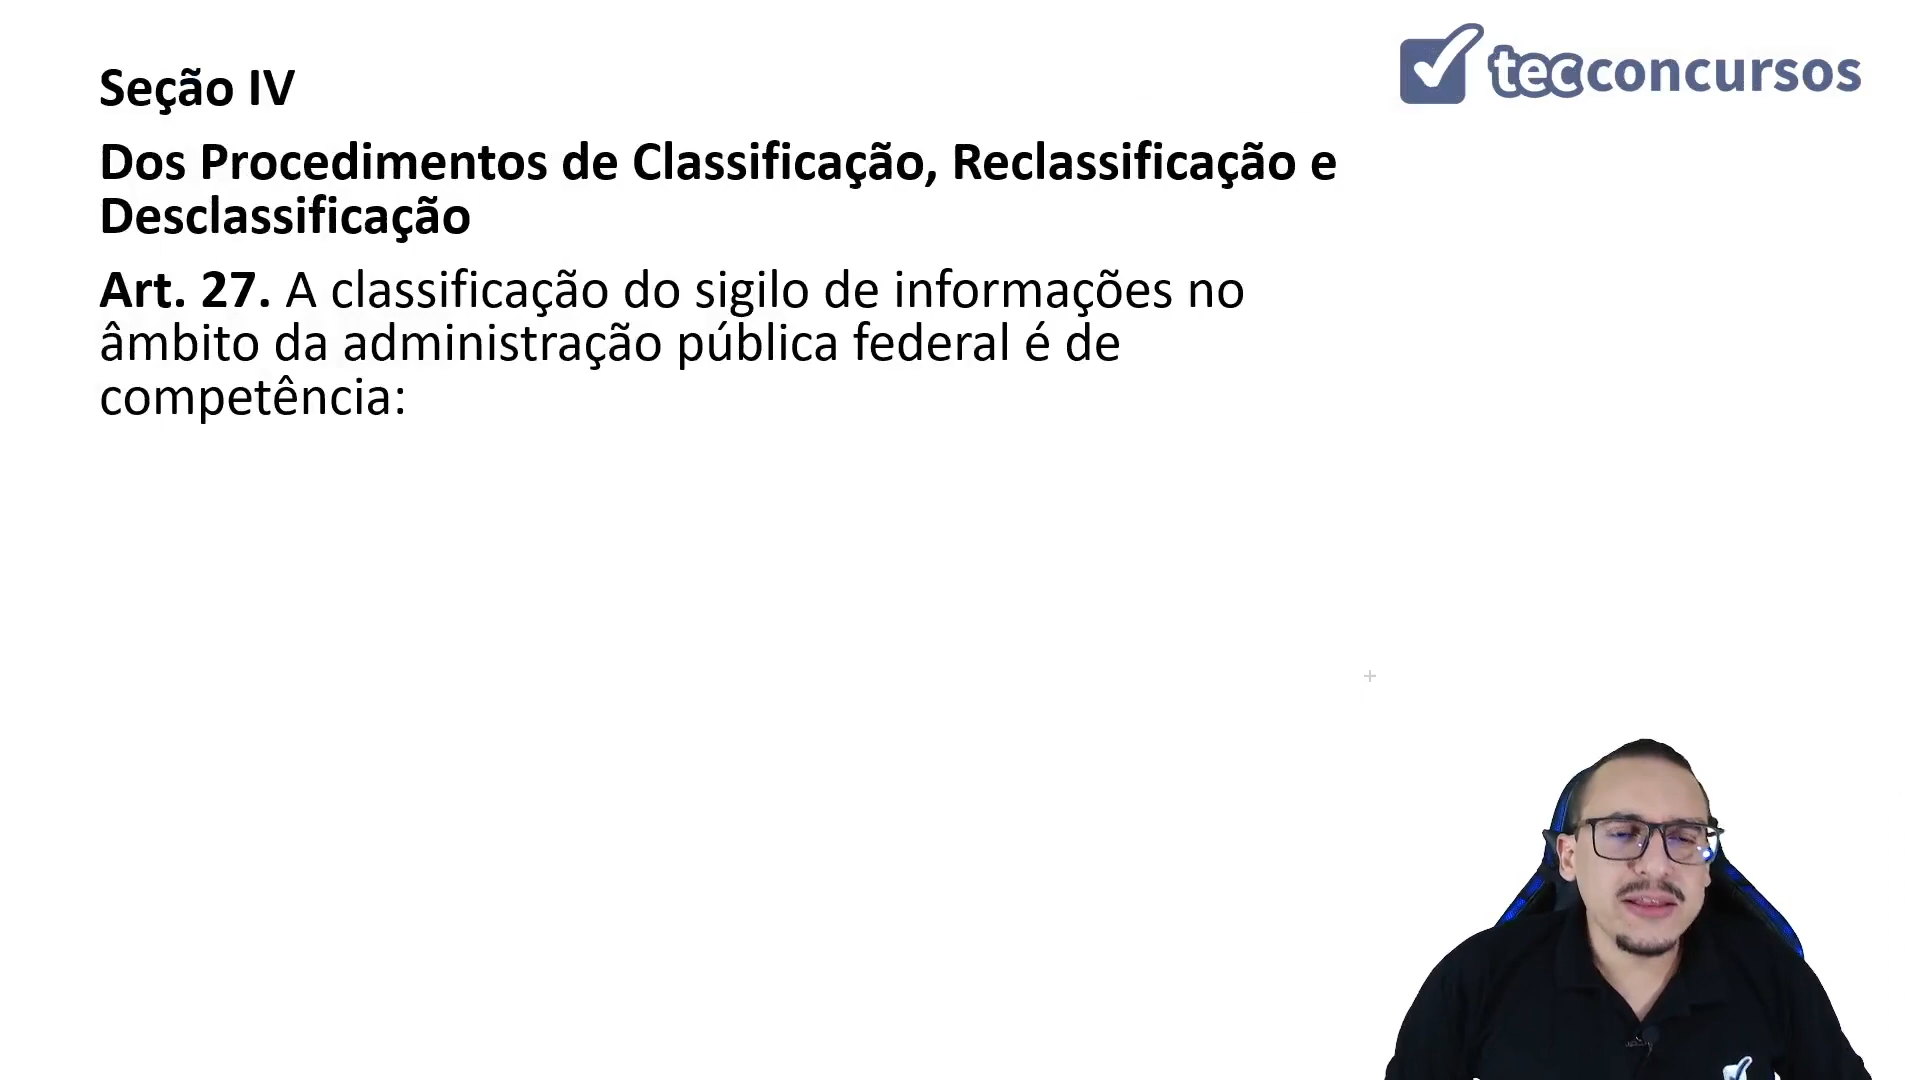 tecconcursos
Seção IV
Dos Procedimentos de Classificação, Reclassificação e
Desclassificação
Art. 27. A classificação do sigilo de informações no
âmbito da administração pública federal é de
competência: